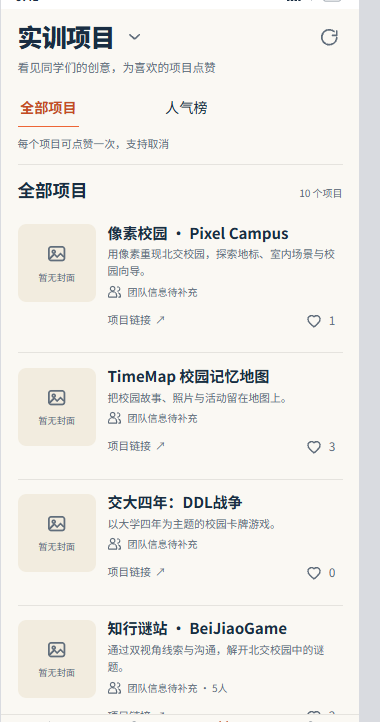 实训项目
看见同学们的创意，为喜欢的项目点赞
全部项目 人气榜
每个项目可点赞一次，支持取消
全部项目 10 个项目
像素校园 · Pixel Campus
用像素重现北交校园，探索地标、室内场景与校
园向导。
暂无封面
团队信息待补充
项目链接 ↗ 1
TimeMap 校园记忆地图
把校园故事、照片与活动留在地图上。
暂无封面
团队信息待补充
项目链接 ↗ 3
交大四年：DDL战争
以大学四年为主题的校园卡牌游戏。
暂无封面
团队信息待补充
项目链接 ↗ 0
知行谜站 · BeiJiaoGame
通过双视角线索与沟通，解开北交校园中的谜
题。
暂无封面
团队信息待补充 · 5人